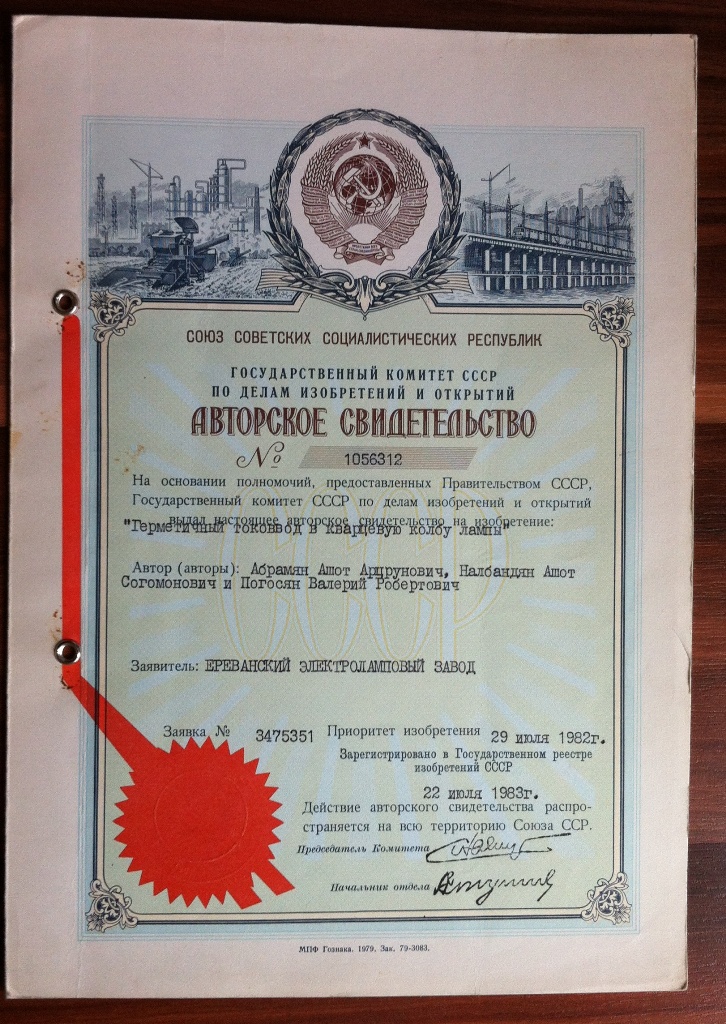 СОЮЗ СОВЕТСКИХ СОЦИАЛИСТИЧЕСКИХ РЕСПУБЛИК
ГОСУДАРСТВЕННЫЙ КОМИТЕТ СССР
ПО ДЕЛАМ ИЗОБРЕТЕНИЙ И ОТКРЫТИЙ
АВТОРСКОЕ СВИДЕТЕЛЬСТВО
№ 1056312
На основании полномочий, предоставленных Правительством СССР,
Государственный комитет СССР по делам изобретений и открытий
выдал настоящее авторское свидетельство на изобретение:
"Герметичный токоввод в кварцевую колбу лампы"
Автор (авторы): Абрамян Ашот Арцрунович, Налбандян Ашот
Согомонович и Погосян Валерий Робертович
СССР
Заявитель: ЕРЕВАНСКИЙ ЭЛЕКТРОЛАМПОВЫЙ ЗАВОД
Заявка № 3475351 Приоритет изобретения 29 июля 1982г.
Зарегистрировано в Государственном реестре
изобретений СССР
22 июля 1983г.
Действие авторского свидетельства распро-
страняется на всю территорию Союза ССР.
Председатель Комитета
Начальник отдела
МПФ Гознака. 1979. Зак. 79-3083.